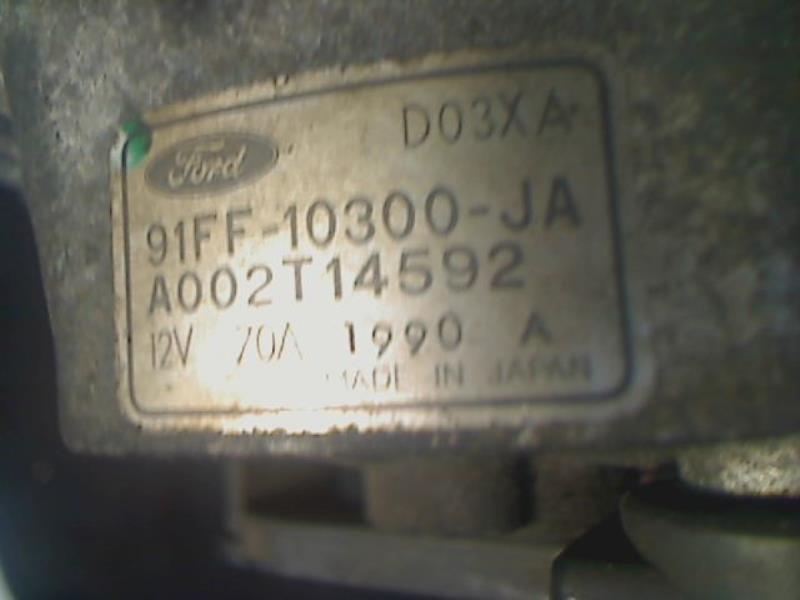 D03XA
Ford
91FF-10300-JA
A002T14592
12V 70A 1990 A
MADE IN JAPAN